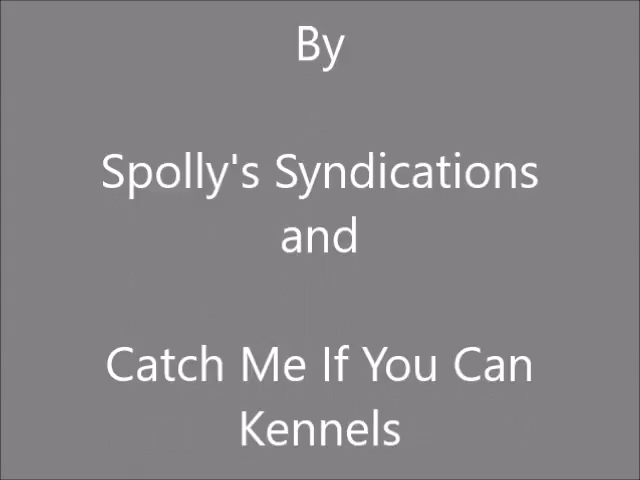 By
Spolly's Syndications
and
Catch Me If You Can
Kennels